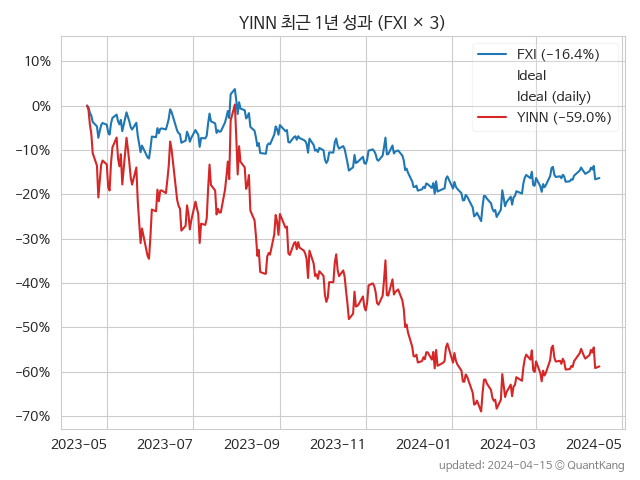 YINN 최근 1년 성과 (FXI × 3)
FXI (−16.4%)
Ideal
Ideal (daily)
YINN (−59.0%)
10%
0%
−10%
−20%
−30%
−40%
−50%
−60%
−70%
2023-05 2023-07 2023-09 2023-11 2024-01 2024-03 2024-05
updated: 2024-04-15 © QuantKang